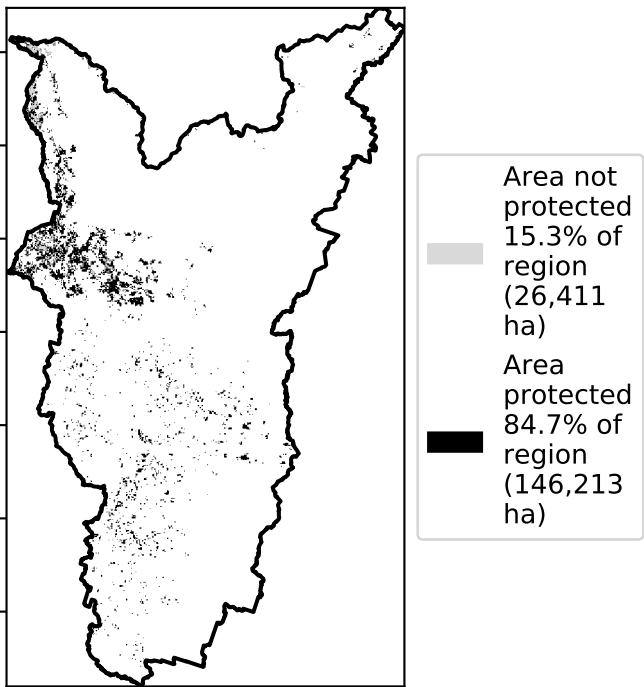 Area not
protected
15.3% of
region
(26,411
ha)
Area
protected
84.7% of
region
(146,213
ha)